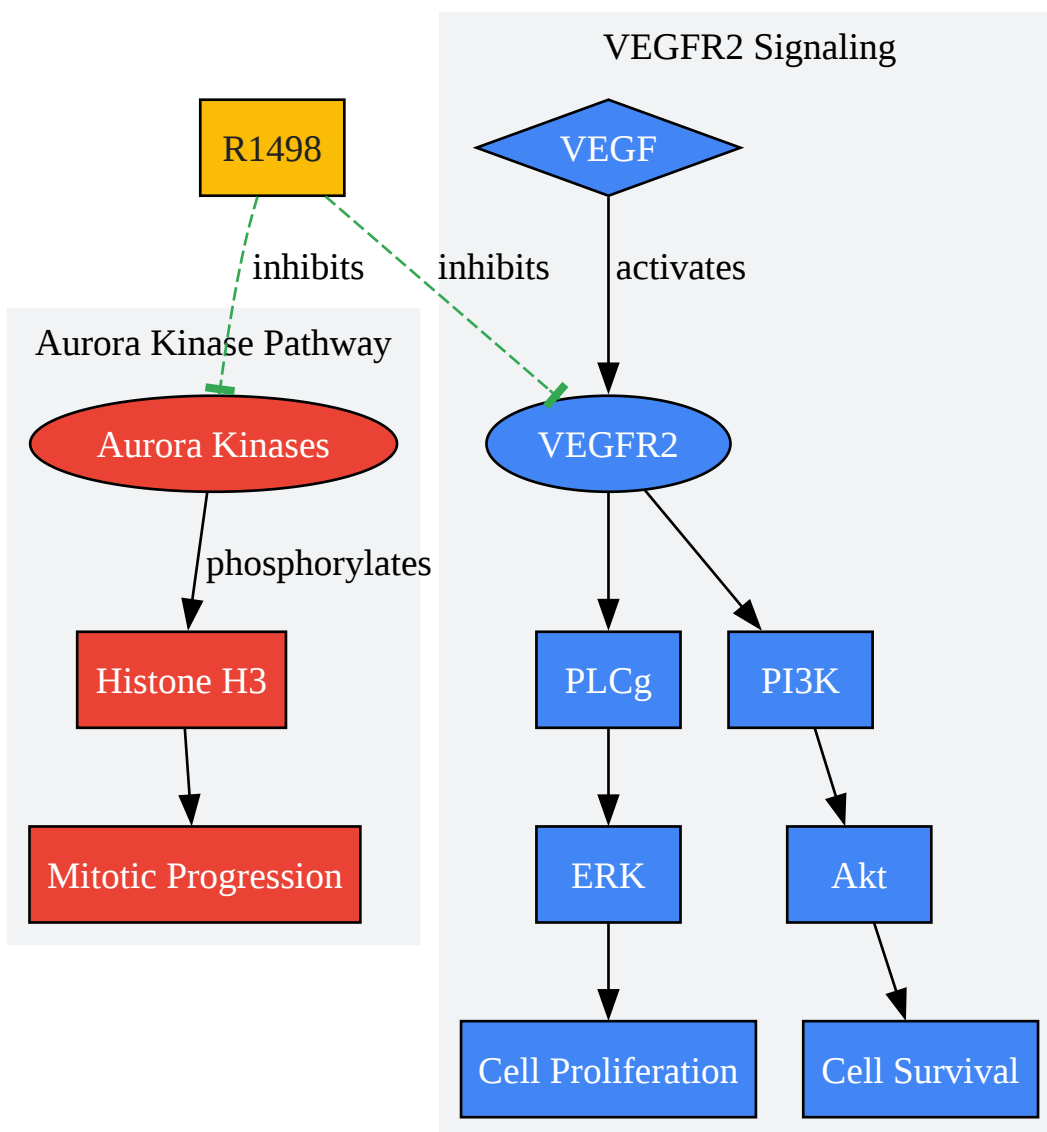 VEGFR2 Signaling
R1498
VEGF
inhibits
inhibits
activates
Aurora Kinase Pathway
Aurora Kinases
VEGFR2
phosphorylates
Histone H3
PLCg
PI3K
Mitotic Progression
ERK
Akt
Cell Proliferation
Cell Survival